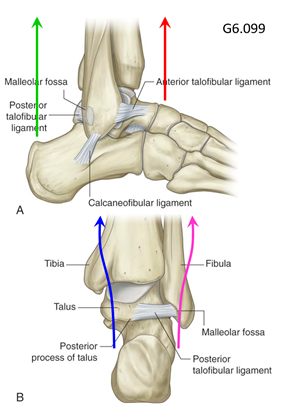 G6.099
Malleolar fossa
Anterior talofibular ligament
Posterior
talofibular
ligament
Calcaneofibular ligament
A
Tibia
Fibula
Talus
Malleolar fossa
Posterior
process of talus
Posterior
talofibular ligament
B